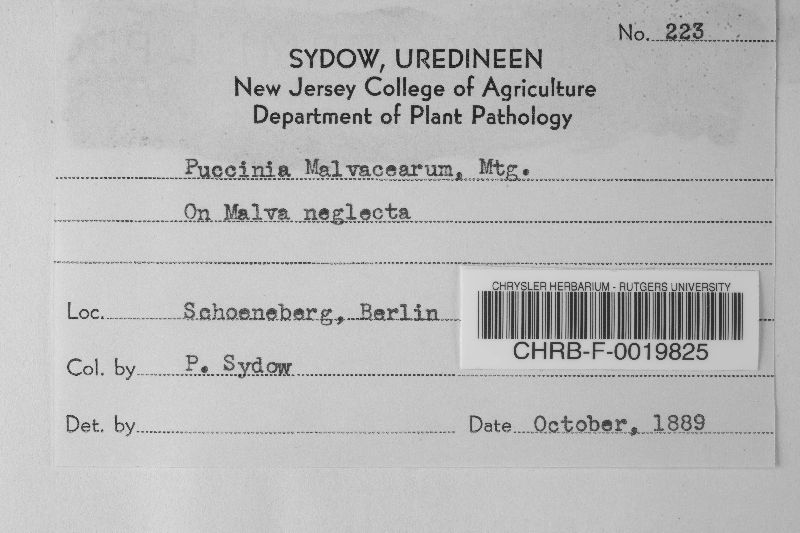 No. 223
SYDOW, UREDINEEN
New Jersey College of Agriculture
Department of Plant Pathology
Puccinia Malvacearum, Mtg.
On Malva neglecta
CHRYSLER HERBARIUM - RUTGERS UNIVERSITY
Loc. Schoeneberg, Berlin
CHRB-F-0019825
Col. by P. Sydow
Det. by
Date October, 1889